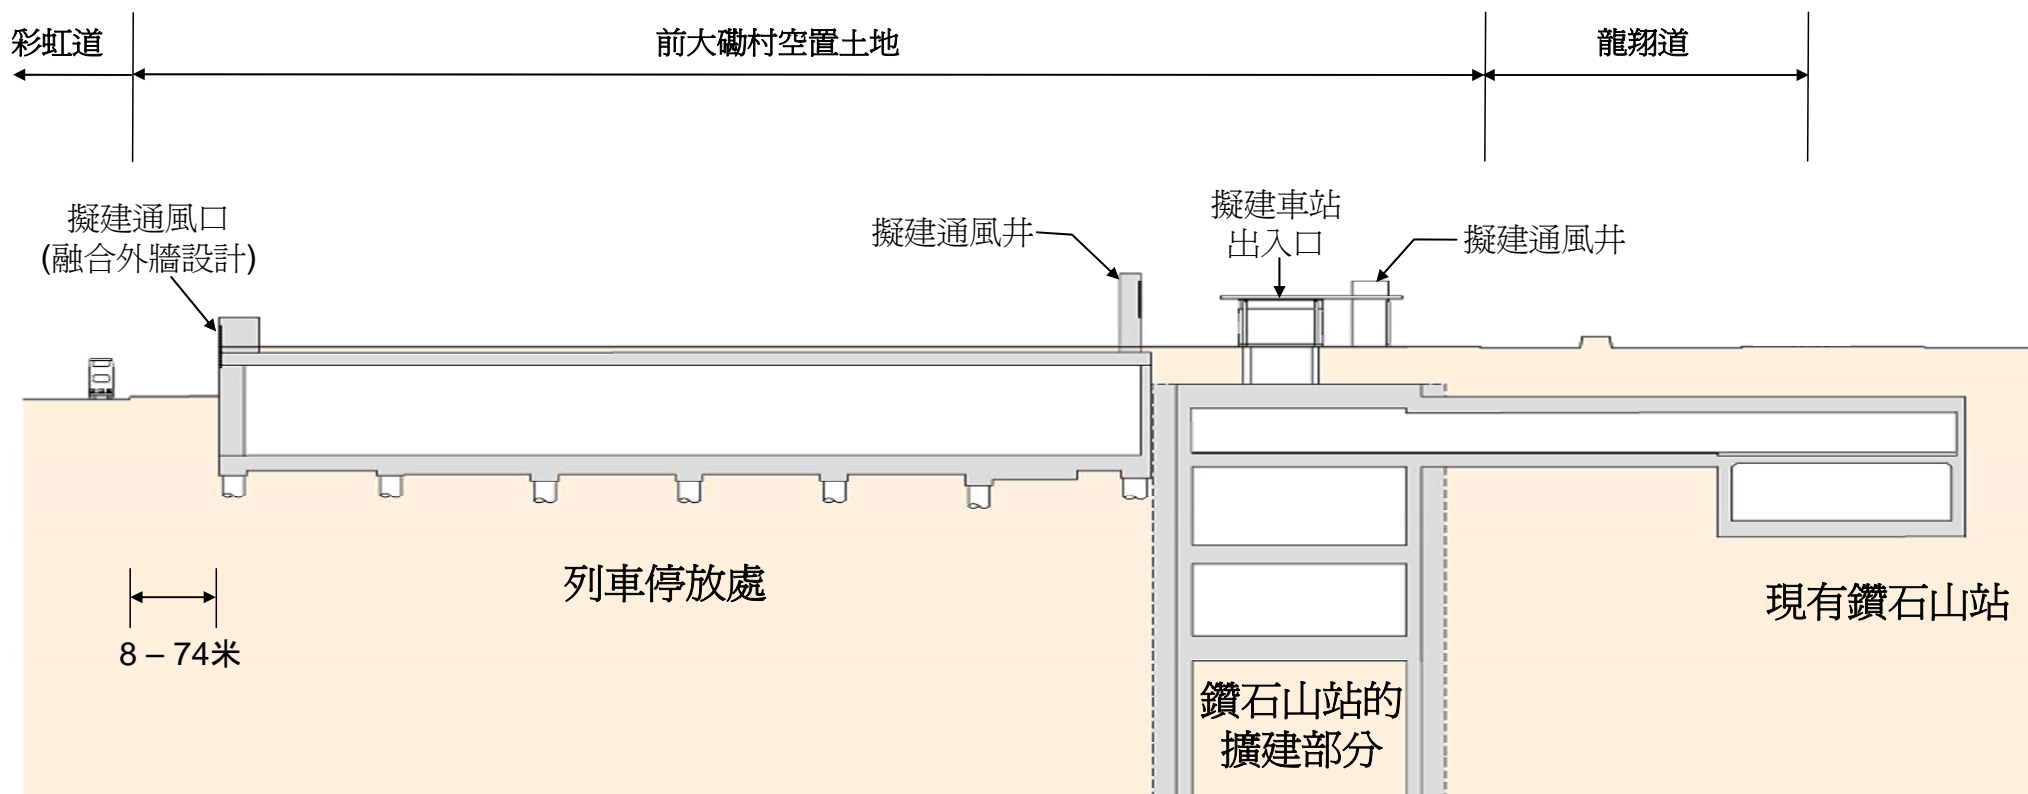 彩虹道
前大磡村空置土地
龍翔道
擬建通風口
(融合外牆設計)
擬建通風井
擬建車站
出入口
擬建通風井
列車停放處
現有鑽石山站
8 – 74米
鑽石山站的
擴建部分